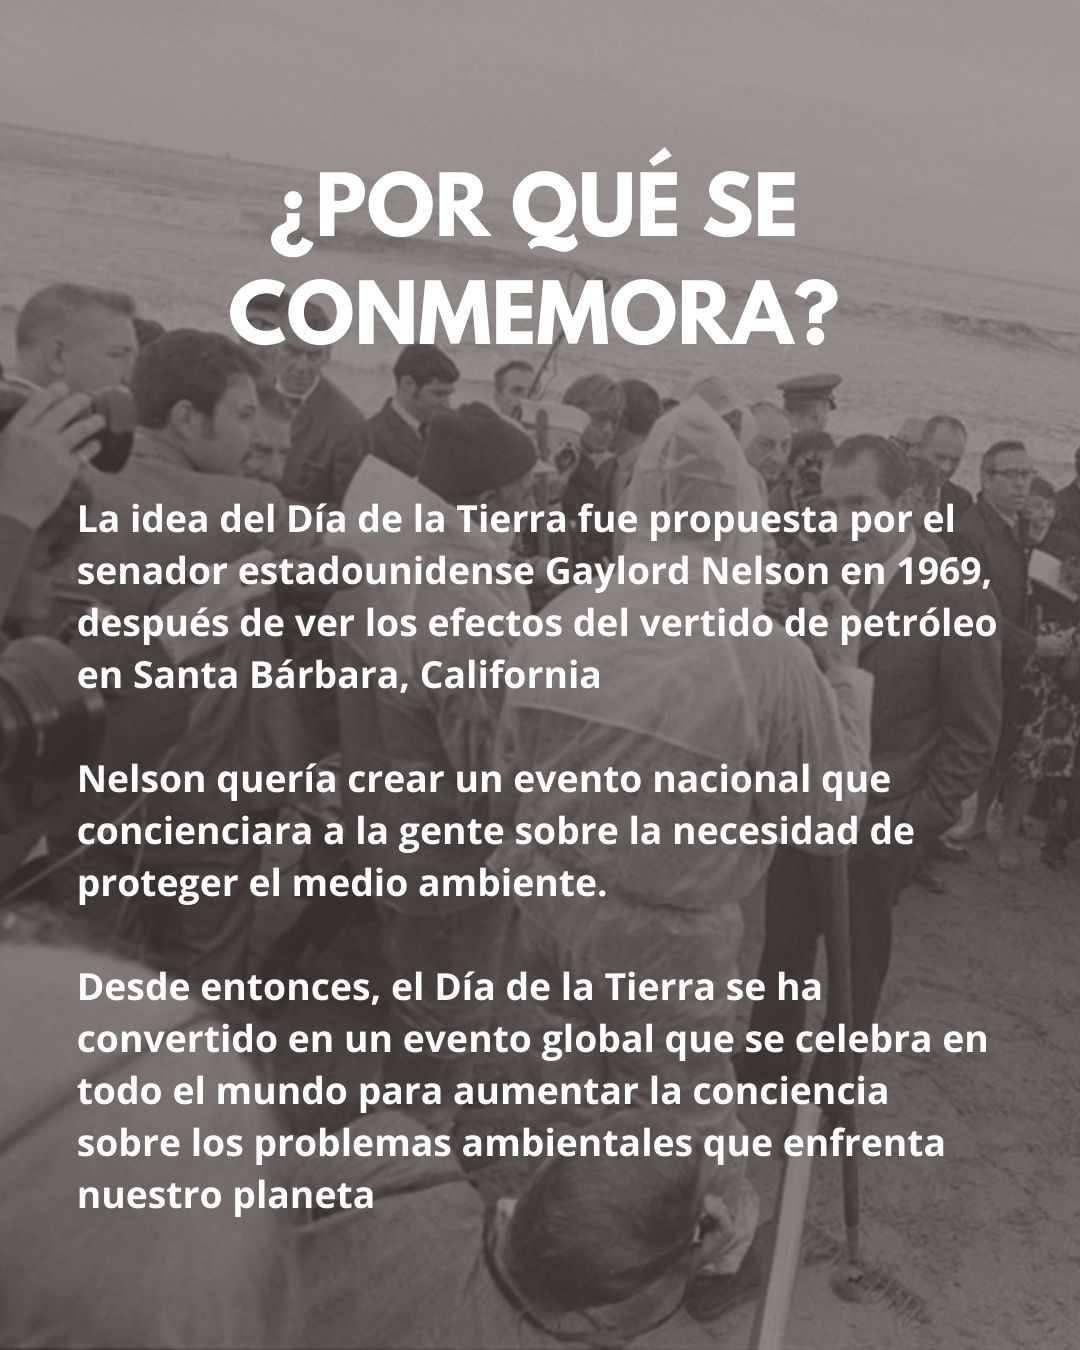 ¿POR QUÉ SE
CONMEMORA?
La idea del Día de la Tierra fue propuesta por el
senador estadounidense Gaylord Nelson en 1969,
después de ver los efectos del vertido de petróleo
en Santa Bárbara, California
Nelson quería crear un evento nacional que
concienciara a la gente sobre la necesidad de
proteger el medio ambiente.
Desde entonces, el Día de la Tierra se ha
convertido en un evento global que se celebra en
todo el mundo para aumentar la conciencia
sobre los problemas ambientales que enfrenta
nuestro planeta